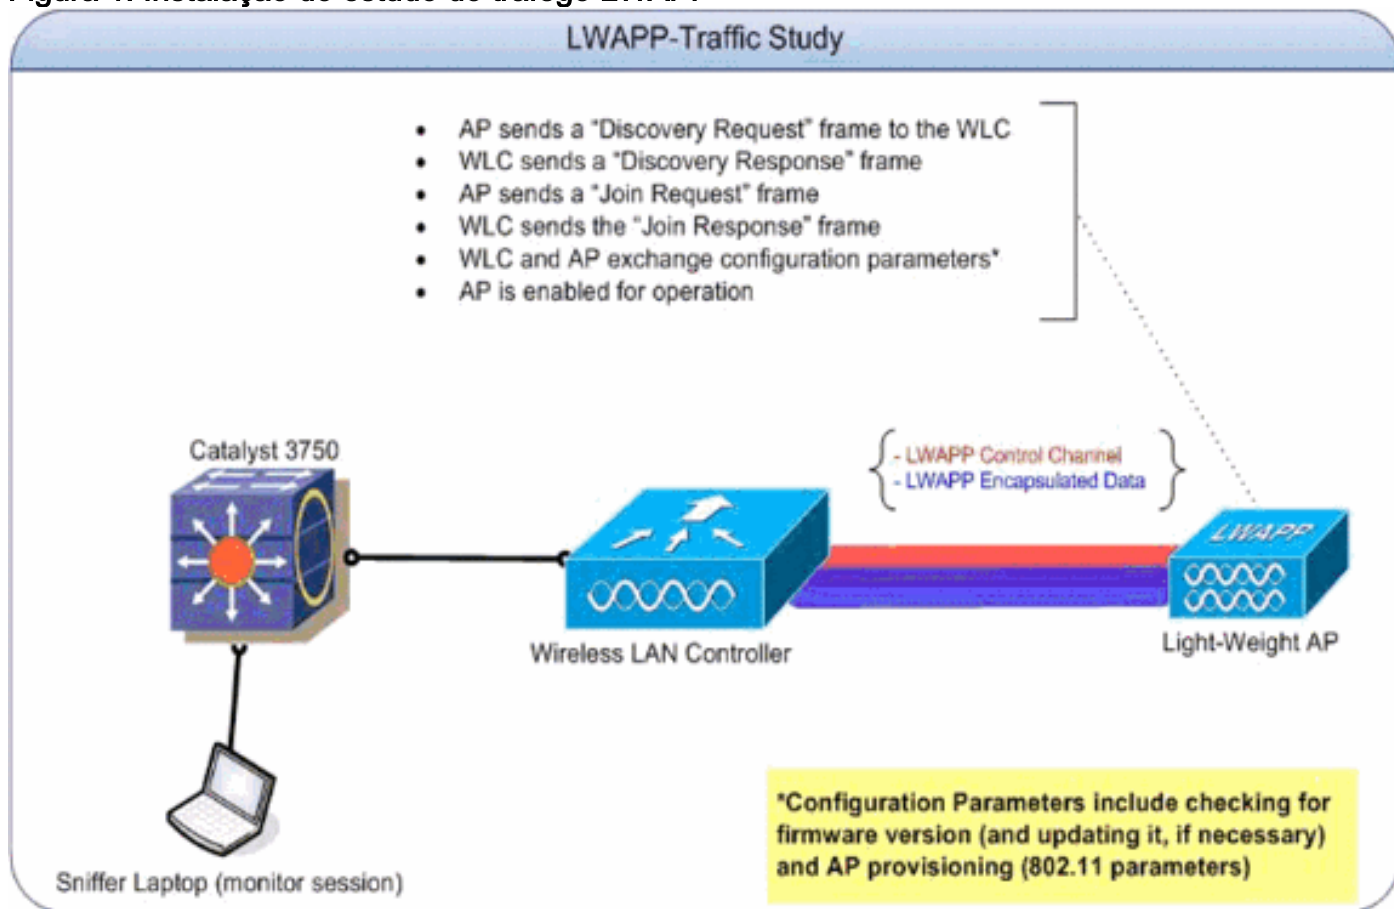 LWAPP-Traffic Study
• AP sends a “Discovery Request” frame to the WLC
• WLC sends a “Discovery Response” frame
• AP sends a “Join Request” frame
• WLC sends the “Join Response” frame
• WLC and AP exchange configuration parameters*
• AP is enabled for operation
Catalyst 3750
- LWAPP Control Channel
- LWAPP Encapsulated Data
LWAPP
Wireless LAN Controller
Light-Weight AP
*Configuration Parameters include checking for
firmware version (and updating it, if necessary)
and AP provisioning (802.11 parameters)
Sniffer Laptop (monitor session)